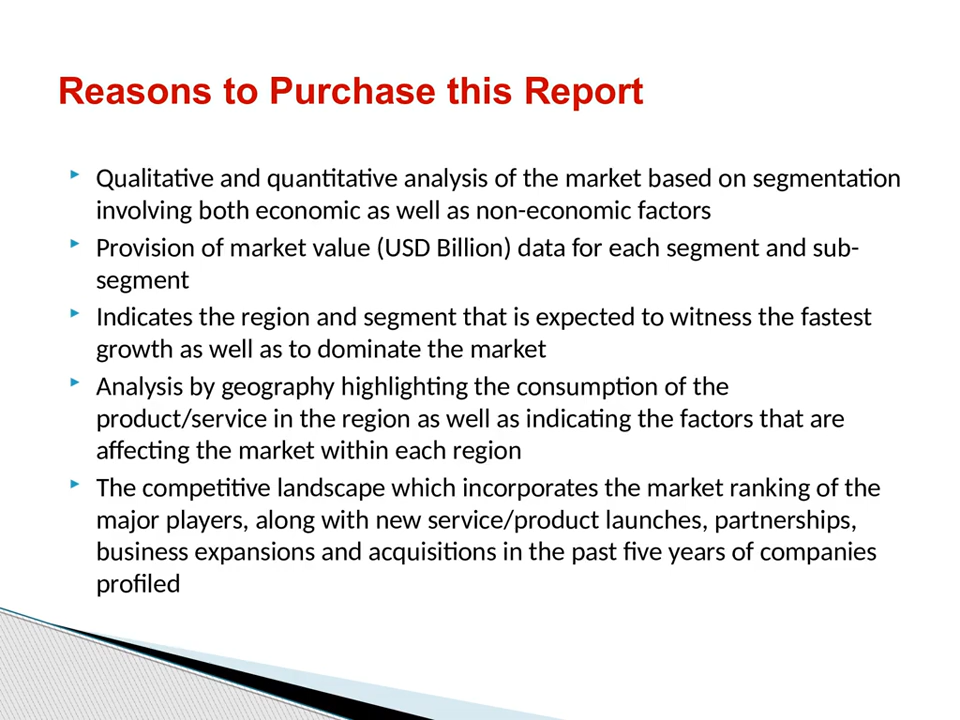 Reasons to Purchase this Report
Qualitative and quantitative analysis of the market based on segmentation
involving both economic as well as non-economic factors
Provision of market value (USD Billion) data for each segment and sub-
segment
Indicates the region and segment that is expected to witness the fastest
growth as well as to dominate the market
Analysis by geography highlighting the consumption of the
product/service in the region as well as indicating the factors that are
affecting the market within each region
The competitive landscape which incorporates the market ranking of the
major players, along with new service/product launches, partnerships,
business expansions and acquisitions in the past five years of companies
profiled